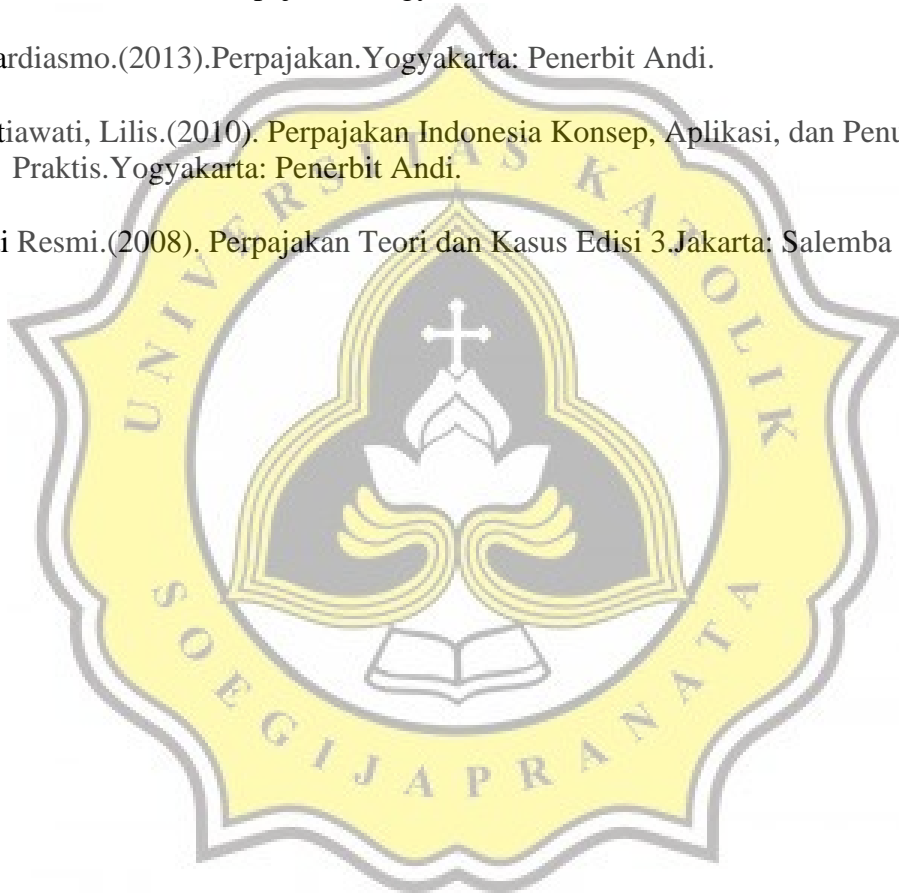 ardiasmo.(2013).Perpajakan.Yogyakarta: Penerbit Andi.
tiawati, Lilis.(2010). Perpajakan Indonesia Konsep, Aplikasi, dan Penu
Praktis.Yogyakarta: Penerbit Andi.
i Resmi.(2008). Perpajakan Teori dan Kasus Edisi 3.Jakarta: Salemba
UNIVERSITAS KATOLIK
SOEGIJAPRANATA